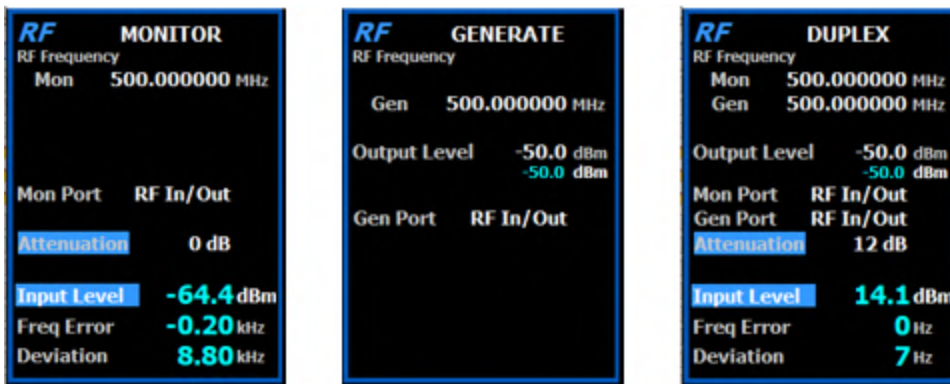 RF MONITOR
RF Frequency
Mon 500.000000 MHz
Mon Port RF In/Out
Attenuation 0 dB
Input Level -64.4 dBm
Freq Error -0.20 kHz
Deviation 8.80 kHz
RF GENERATE
RF Frequency
Gen 500.000000 MHz
Output Level -50.0 dBm
-50.0 dBm
Gen Port RF In/Out
RF DUPLEX
RF Frequency
Mon 500.000000 MHz
Gen 500.000000 MHz
Output Level -50.0 dBm
-50.0 dBm
Mon Port RF In/Out
Gen Port RF In/Out
Attenuation 12 dB
Input Level 14.1 dBm
Freq Error 0 Hz
Deviation 7 Hz